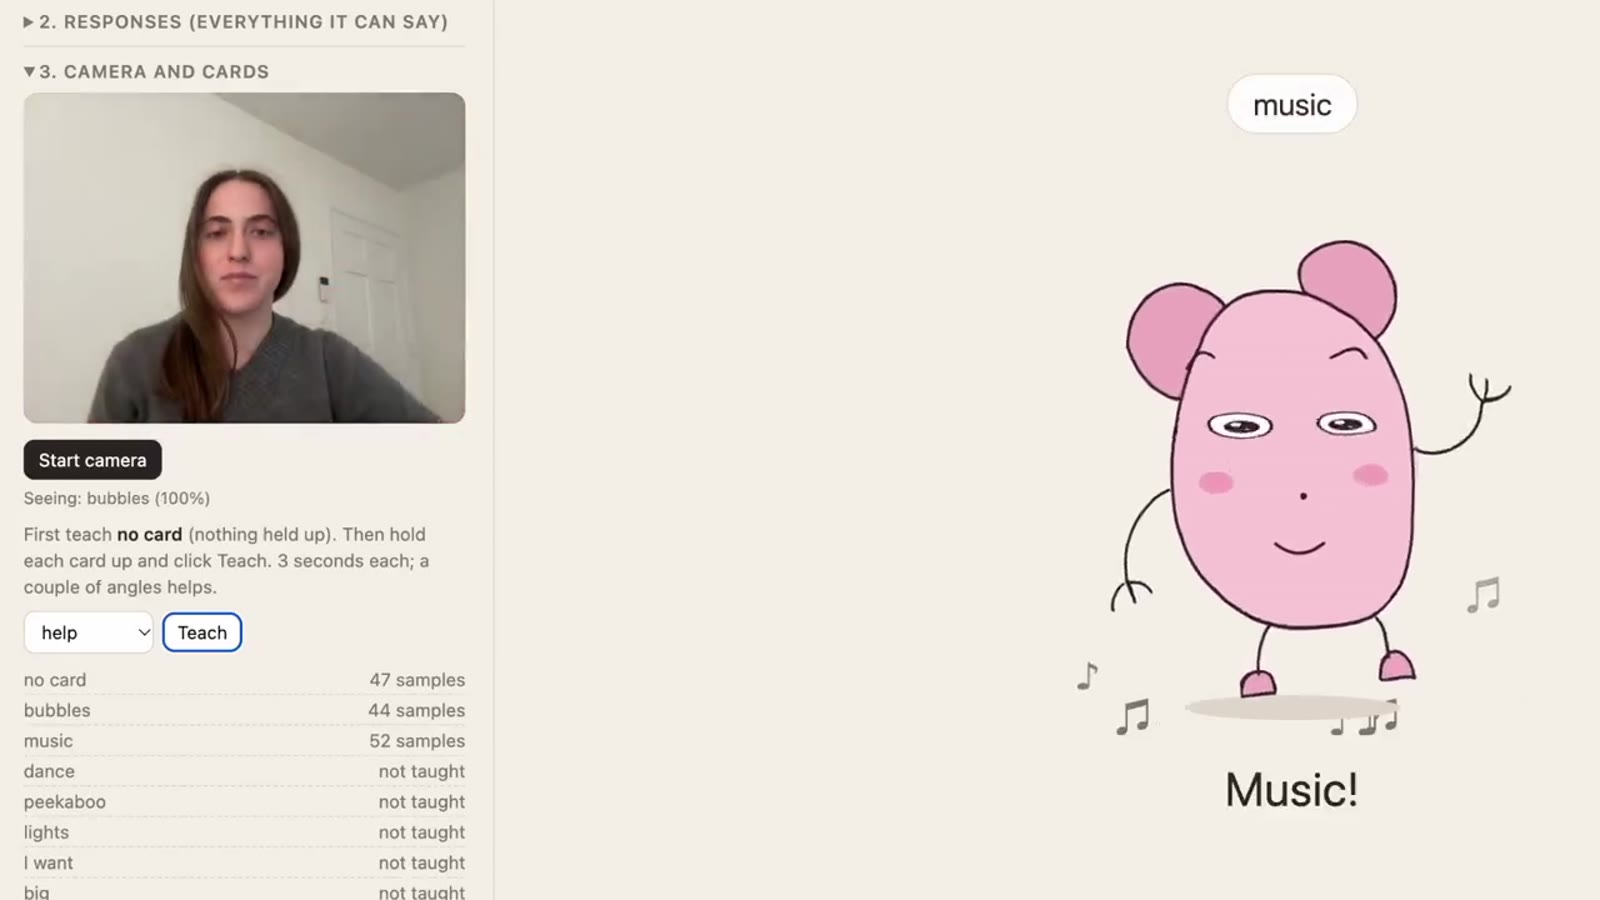 ▶ 2. RESPONSES (EVERYTHING IT CAN SAY)
▼ 3. CAMERA AND CARDS
Start camera
Seeing: bubbles (100%)
First teach no card (nothing held up). Then hold
each card up and click Teach. 3 seconds each; a
couple of angles helps.
help
Teach
no card 47 samples
bubbles 44 samples
music 52 samples
dance not taught
peekaboo not taught
lights not taught
I want not taught
big not taught
music
Music!